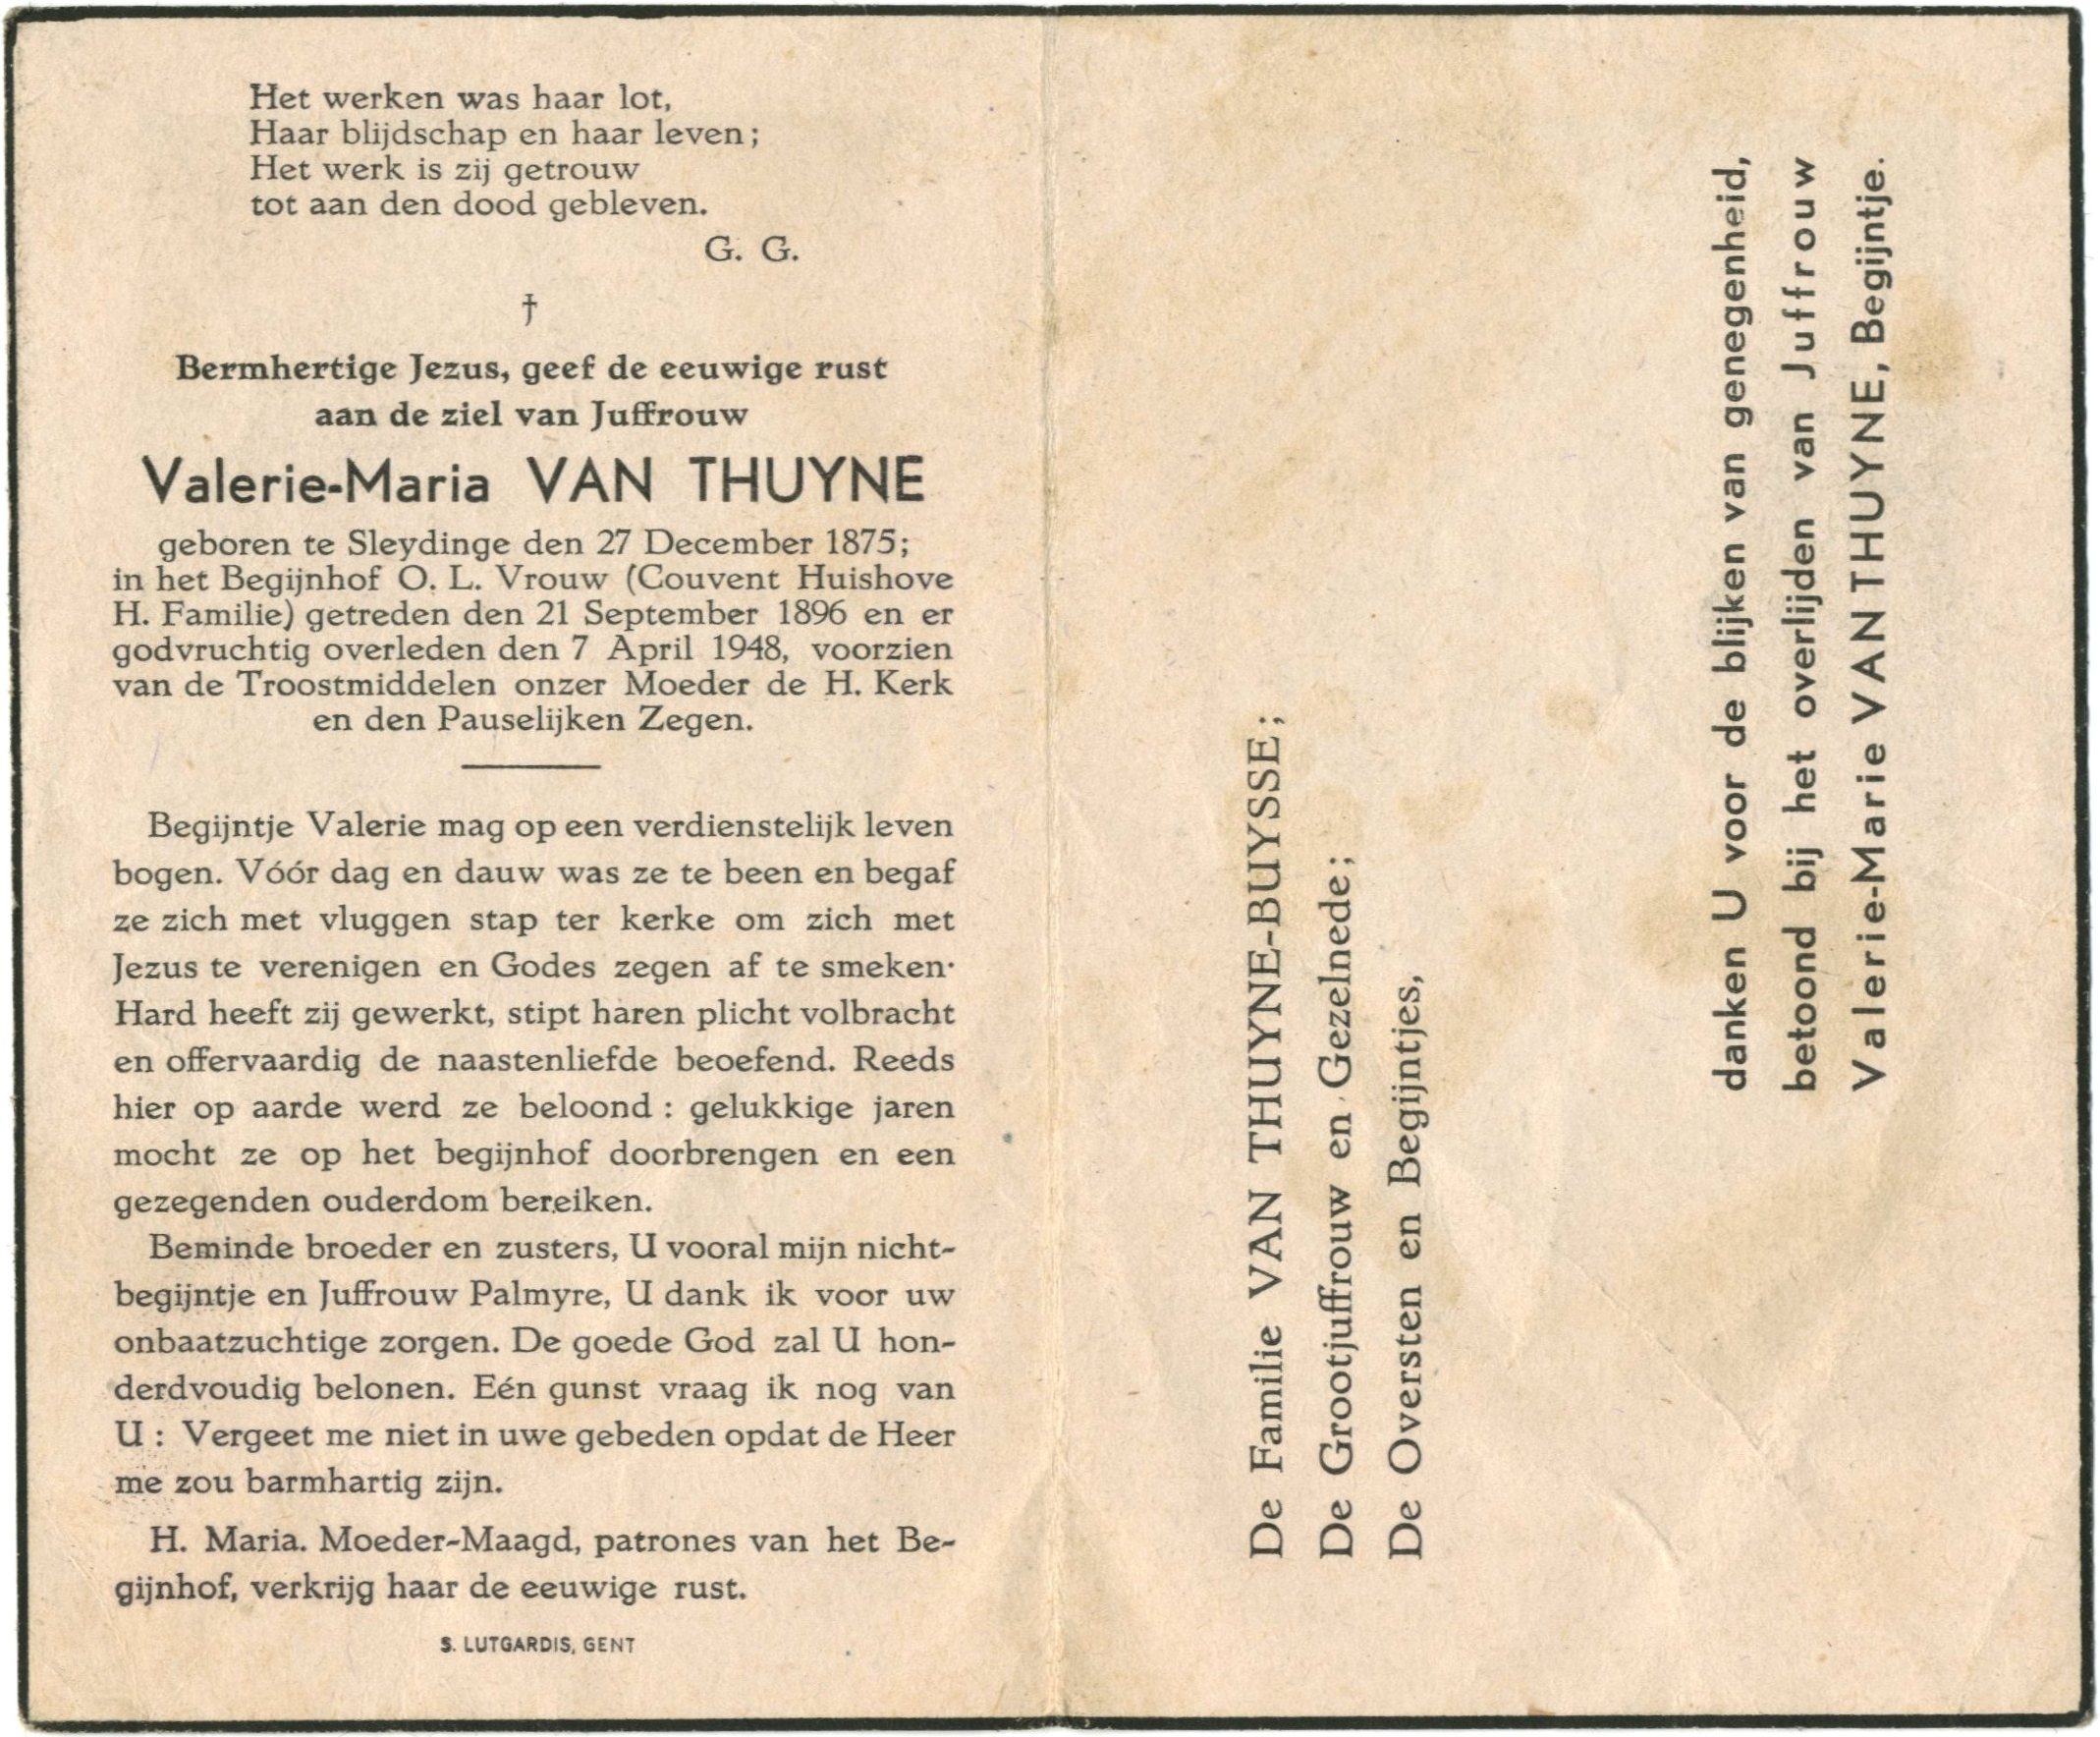 Het werken was haar lot,
Haar blijdschap en haar leven;
Het werk is zij getrouw
tot aan den dood gebleven.
G. G.
†
Bermhertige Jezus, geef de eeuwige rust
aan de ziel van Juffrouw
Valerie-Maria VAN THUYNE
geboren te Sleydinge den 27 December 1875;
in het Begijnhof O. L. Vrouw (Couvent Huishove
H. Familie) getreden den 21 September 1896 en er
godvruchtig overleden den 7 April 1948, voorzien
van de Troostmiddelen onzer Moeder de H. Kerk
en den Pauselijken Zegen.
Begijntje Valerie mag op een verdienstelijk leven
bogen. Vóór dag en dauw was ze te been en begaf
ze zich met vluggen stap ter kerke om zich met
Jezus te verenigen en Godes zegen af te smeken·
Hard heeft zij gewerkt, stipt haren plicht volbracht
en offervaardig de naastenliefde beoefend. Reeds
hier op aarde werd ze beloond : gelukkige jaren
mocht ze op het begijnhof doorbrengen en een
gezegenden ouderdom bereiken.
Beminde broeder en zusters, U vooral mijn nicht-
begijntje en Juffrouw Palmyre, U dank ik voor uw
onbaatzuchtige zorgen. De goede God zal U hon-
derdvoudig belonen. Eén gunst vraag ik nog van
U : Vergeet me niet in uwe gebeden opdat de Heer
me zou barmhartig zijn.
H. Maria. Moeder-Maagd, patrones van het Be-
gijnhof, verkrijg haar de eeuwige rust.
S. LUTGARDIS, GENT
De Familie VAN THUYNE-BUYSSE;
De Grootjuffrouw en Gezelnede;
De Oversten en Begijntjes,
danken U voor de blijken van genegenheid,
betoond bij het overlijden van Juffrouw
Valerie-Marie VAN THUYNE, Begijntje.